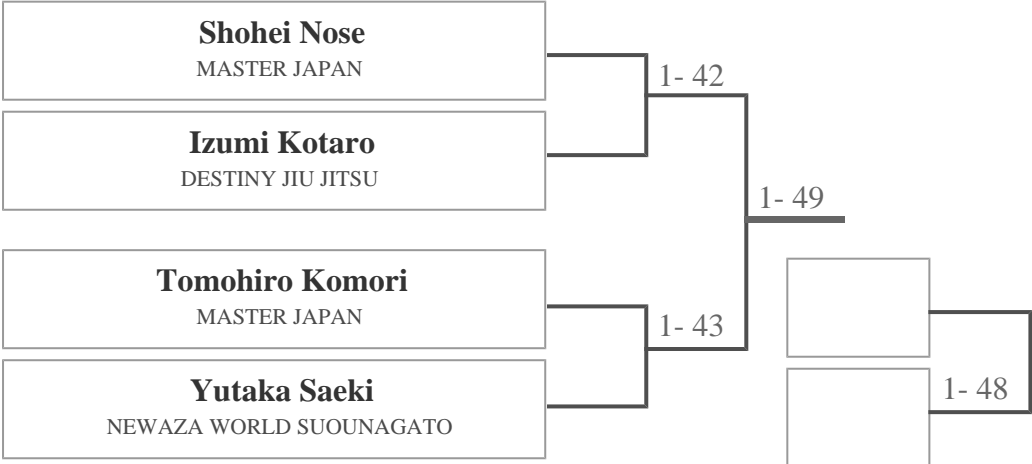 Shohei Nose
MASTER JAPAN
1- 42
Izumi Kotaro
DESTINY JIU JITSU
1- 49
Tomohiro Komori
MASTER JAPAN
1- 43
Yutaka Saeki
NEWAZA WORLD SUOUNAGATO
1- 48